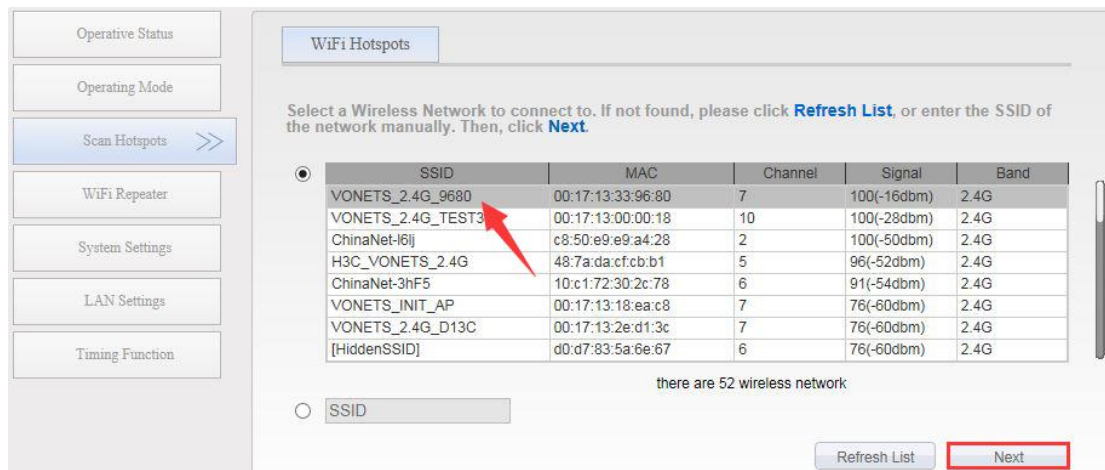 Operative Status
Operating Mode
Scan Hotspots >>
WiFi Repeater
System Settings
LAN Settings
Timing Function
WiFi Hotspots
Select a Wireless Network to connect to. If not found, please click Refresh List, or enter the SSID of
the network manually. Then, click Next.
SSID MAC Channel Signal Band
VONETS_2.4G_9680 00:17:13:33:96:80 7 100(-16dbm) 2.4G
VONETS_2.4G_TEST3 00:17:13:00:00:18 10 100(-28dbm) 2.4G
ChinaNet-l6lj c8:50:e9:e9:a4:28 2 100(-50dbm) 2.4G
H3C_VONETS_2.4G 48:7a:da:cf:cb:b1 5 96(-52dbm) 2.4G
ChinaNet-3hF5 10:c1:72:30:2c:78 6 91(-54dbm) 2.4G
VONETS_INIT_AP 00:17:13:18:ea:c8 7 76(-60dbm) 2.4G
VONETS_2.4G_D13C 00:17:13:2e:d1:3c 7 76(-60dbm) 2.4G
[HiddenSSID] d0:d7:83:5a:6e:67 6 76(-60dbm) 2.4G
there are 52 wireless network
SSID
Refresh List Next